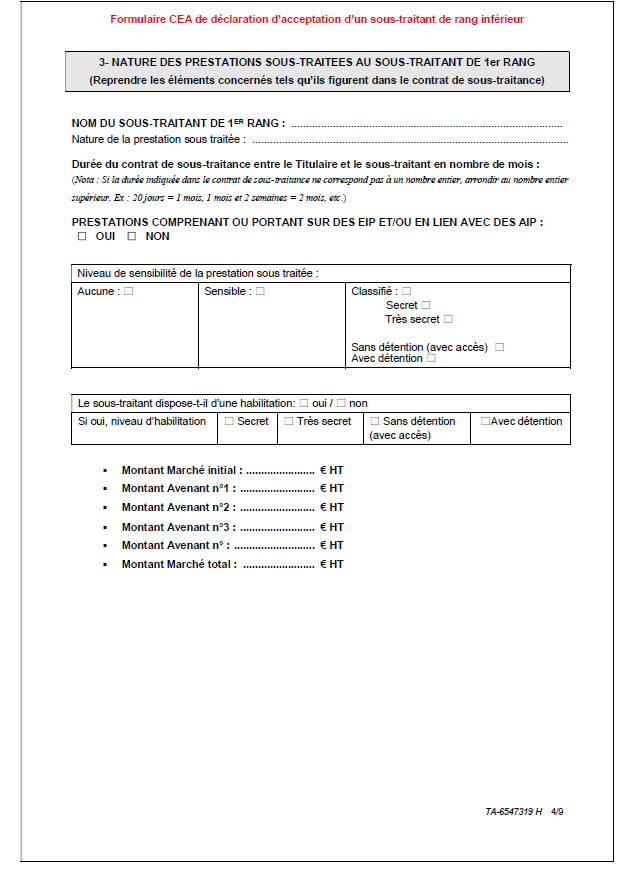 Formulaire CEA de déclaration d'acceptation d'un sous-traitant de rang inférieur
3- NATURE DES PRESTATIONS SOUS-TRAITEES AU SOUS-TRAITANT DE 1er RANG
(Reprendre les éléments concernés tels qu'ils figurent dans le contrat de sous-traitance)
NOM DU SOUS-TRAITANT DE 1ER RANG : ..........................................................................................
Nature de la prestation sous traitée : .........................................................................................................
Durée du contrat de sous-traitance entre le Titulaire et le sous-traitant en nombre de mois :
(Nota : Si la durée indiquée dans le contrat de sous-traitance ne correspond pas à un nombre entier, arrondir au nombre entier
supérieur. Ex : 20 jours = 1 mois, 1 mois et 2 semaines = 2 mois, etc.)
PRESTATIONS COMPRENANT OU PORTANT SUR DES EIP ET/OU EN LIEN AVEC DES AIP :
☐ OUI ☐ NON
Niveau de sensibilité de la prestation sous traitée :
Aucune : ☐ Sensible : ☐ Classifié : ☐
Secret ☐
Très secret ☐
Sans détention (avec accès) ☐
Avec détention ☐
Le sous-traitant dispose-t-il d'une habilitation: ☐ oui / ☐ non
Si oui, niveau d'habilitation ☐ Secret ☐ Très secret ☐ Sans détention ☐Avec détention
(avec accès)
▪ Montant Marché initial : ....................... € HT
▪ Montant Avenant n°1 : ......................... € HT
▪ Montant Avenant n°2 : ......................... € HT
▪ Montant Avenant n°3 : ......................... € HT
▪ Montant Avenant n° : ........................... € HT
▪ Montant Marché total : ........................ € HT
TA-6547319 H 4/9